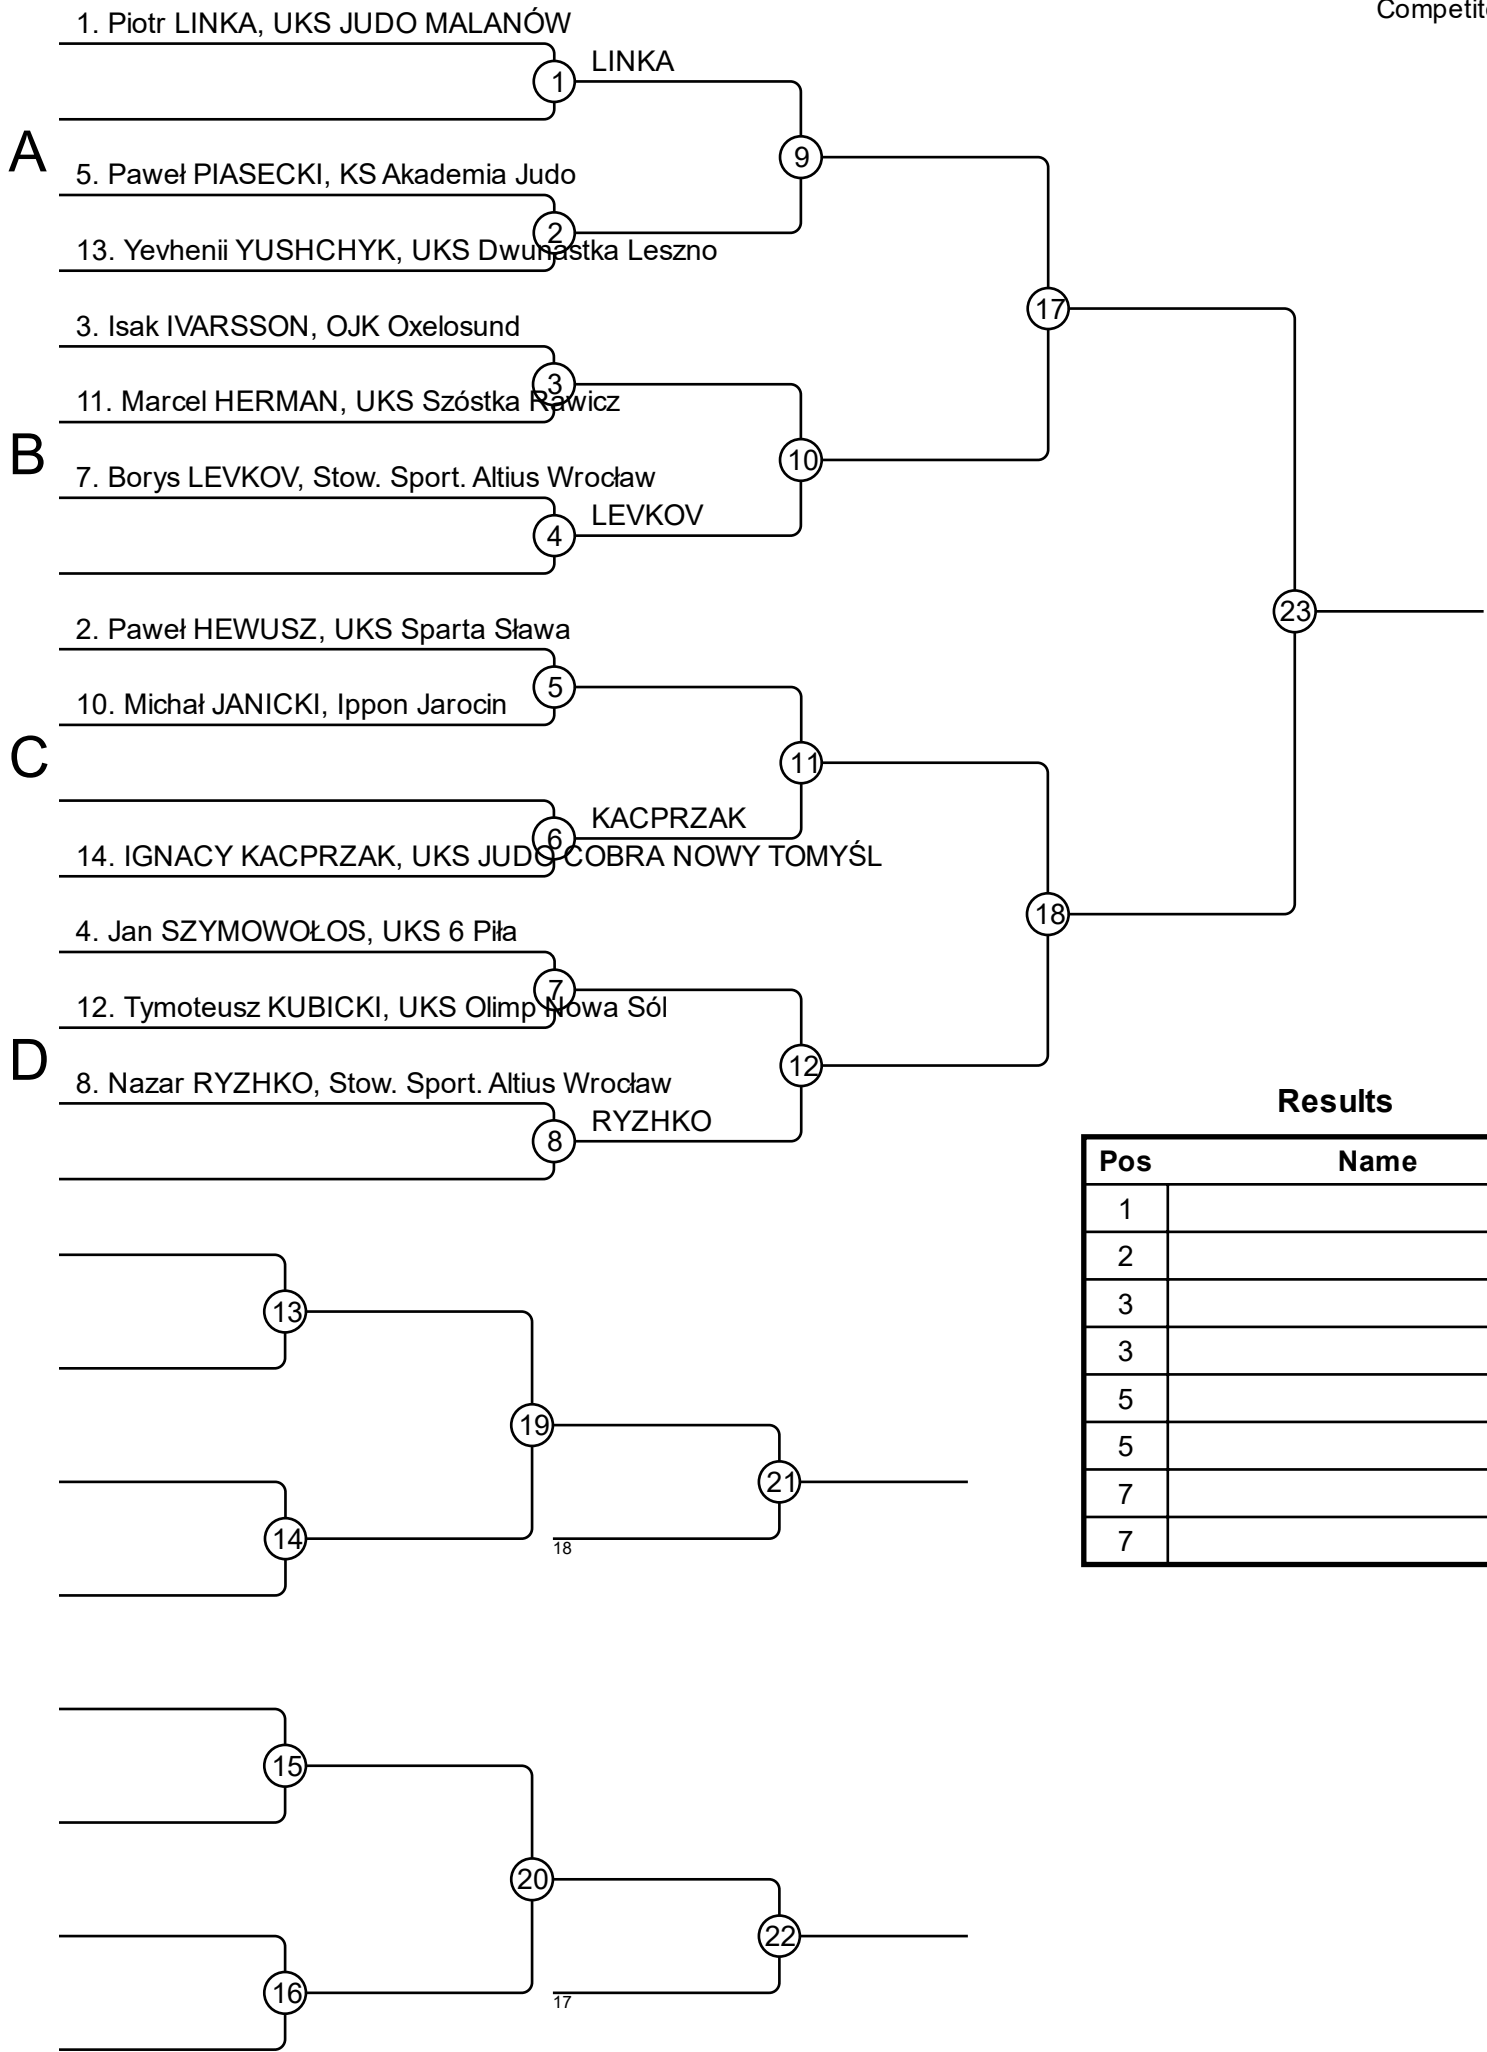 Competit
1. Piotr LINKA, UKS JUDO MALANÓW
LINKA
1
A
9
5. Paweł PIASECKI, KS Akademia Judo
2
13. Yevhenii YUSHCHYK, UKS Dwunastka Leszno
17
3. Isak IVARSSON, OJK Oxelosund
3
11. Marcel HERMAN, UKS Szóstka Rawicz
B
10
7. Borys LEVKOV, Stow. Sport. Altius Wrocław
LEVKOV
4
23
2. Paweł HEWUSZ, UKS Sparta Sława
5
10. Michał JANICKI, Ippon Jarocin
C
11
KACPRZAK
6
14. IGNACY KACPRZAK, UKS JUDO COBRA NOWY TOMYŚL
18
4. Jan SZYMOWOŁOS, UKS 6 Piła
7
12. Tymoteusz KUBICKI, UKS Olimp Nowa Sól
D
12
8. Nazar RYZHKO, Stow. Sport. Altius Wrocław
RYZHKO
8
Results
Pos Name
1
2
3
3
5
5
7
7
13
19
21
14
18
15
20
22
16
17